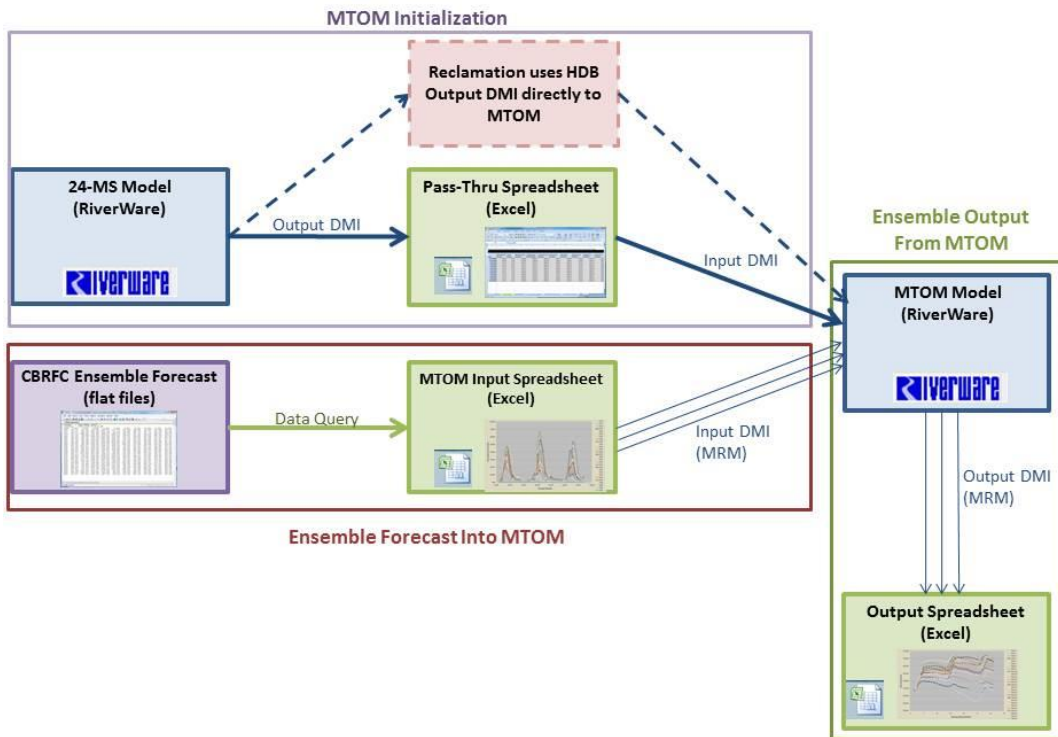 MTOM Initialization
Reclamation uses HDB
Output DMI directly to
MTOM
24-MS Model
(RiverWare)
Riverware
Output DMI
Pass-Thru Spreadsheet
(Excel)
Input DMI
Ensemble Output
From MTOM
MTOM Model
(RiverWare)
Riverware
CBRFC Ensemble Forecast
(flat files)
Data Query
MTOM Input Spreadsheet
(Excel)
Input DMI
(MRM)
Output DMI
(MRM)
Ensemble Forecast Into MTOM
Output Spreadsheet
(Excel)